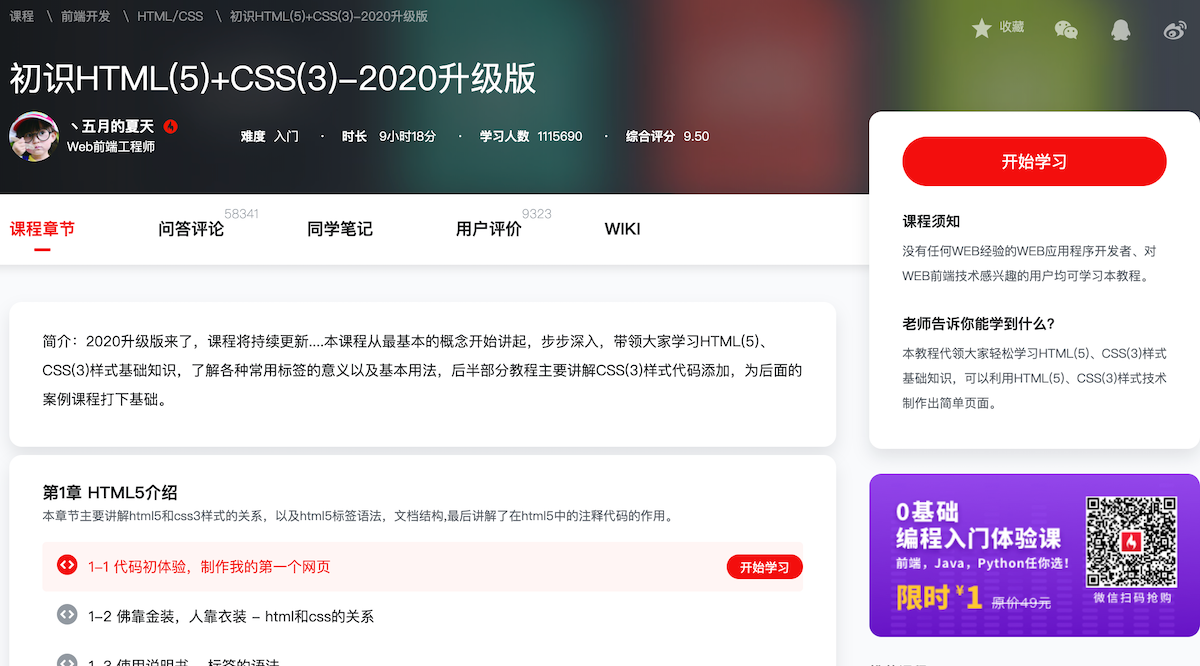 课程 \ 前端开发 \ HTML/CSS \ 初识HTML(5)+CSS(3)-2020升级版
收藏
初识HTML(5)+CSS(3)-2020升级版
丶五月的夏天
Web前端工程师
难度 入门 · 时长 9小时18分 · 学习人数 1115690 · 综合评分 9.50
课程章节 问答评论 58341 同学笔记 用户评价 9323 WIKI
简介：2020升级版来了，课程将持续更新....本课程从最基本的概念开始讲起，步步深入，带领大家学习HTML(5)、
CSS(3)样式基础知识，了解各种常用标签的意义以及基本用法，后半部分教程主要讲解CSS(3)样式代码添加，为后面的
案例课程打下基础。
第1章 HTML5介绍
本章节主要讲解html5和css3样式的关系，以及html5标签语法，文档结构,最后讲解了在html5中的注释代码的作用。
1-1 代码初体验，制作我的第一个网页
开始学习
1-2 佛靠金装，人靠衣装 - html和css的关系
1-3 使用说明书 - 标签的语法
开始学习
课程须知
没有任何WEB经验的WEB应用程序开发者、对
WEB前端技术感兴趣的用户均可学习本教程。
老师告诉你能学到什么?
本教程代领大家轻松学习HTML(5)、CSS(3)样式
基础知识，可以利用HTML(5)、CSS(3)样式技术
制作出简单页面。
0基础
编程入门体验课
前端，Java，Python任你选！
限时¥1 原价49元
微信扫码抢购